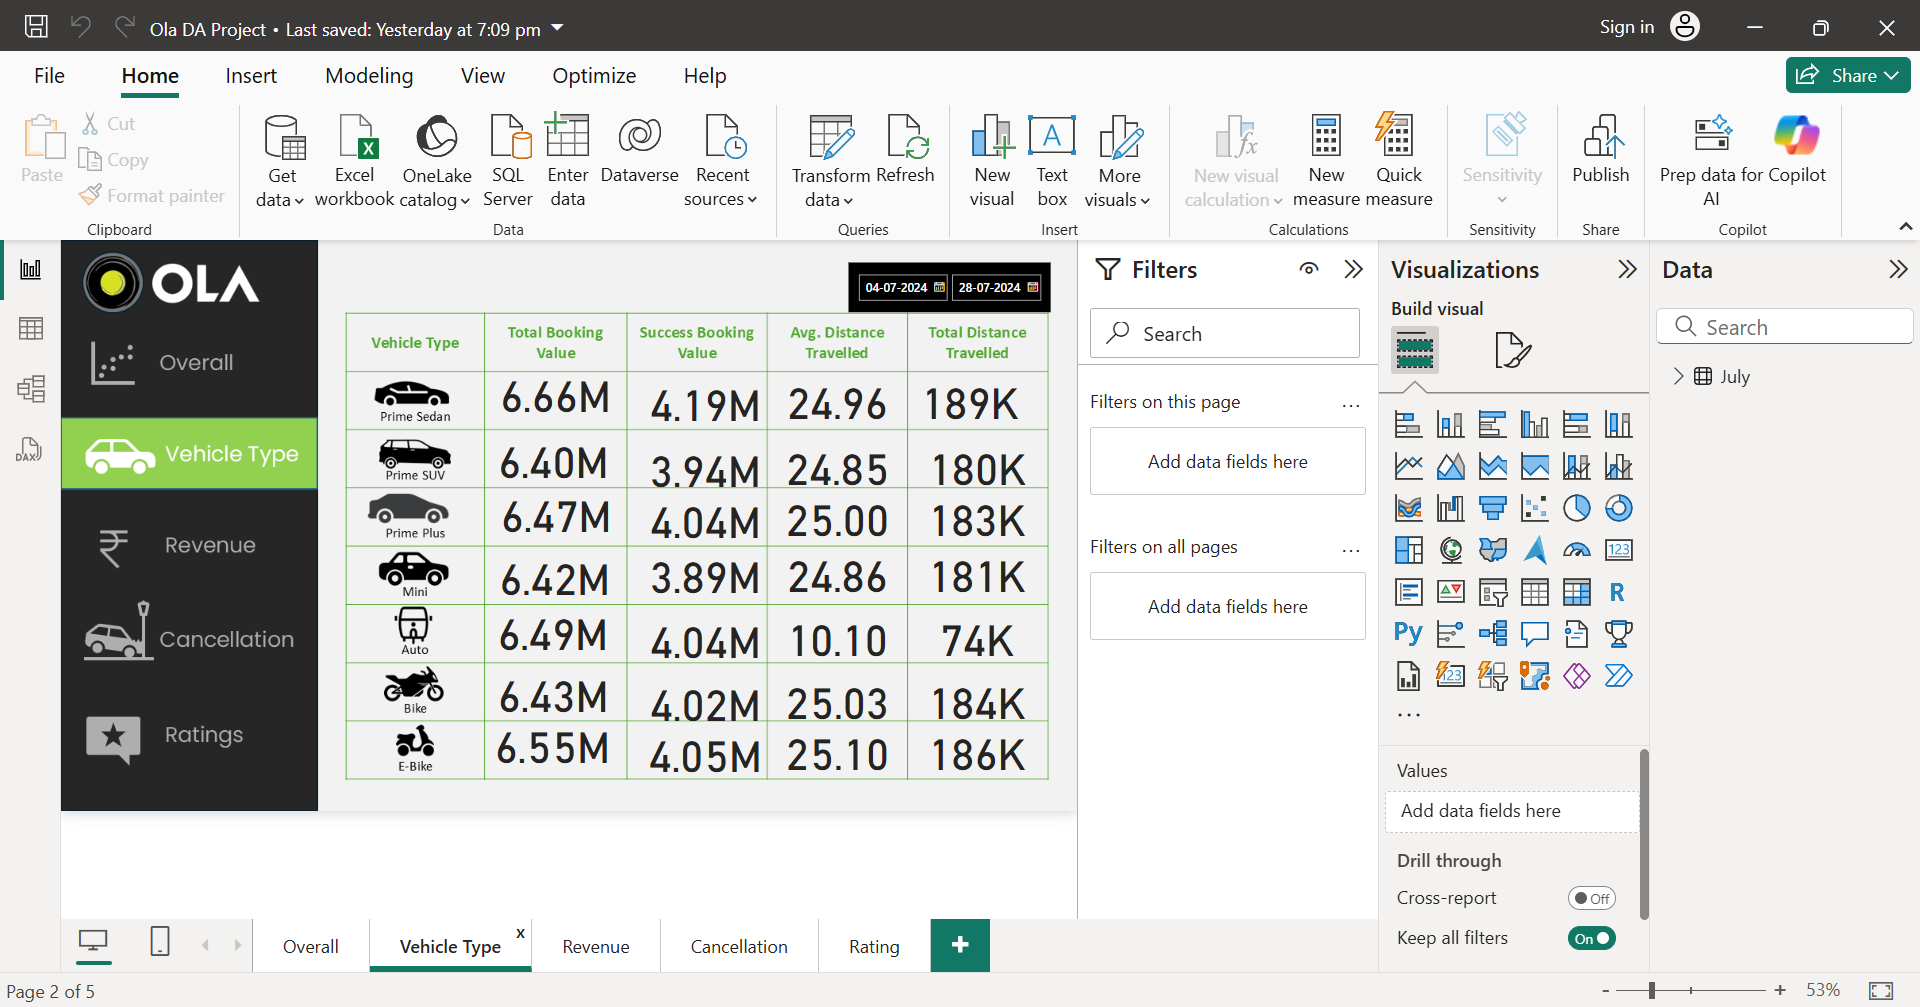 Ola DA Project • Last saved: Yesterday at 7:09 pm
Sign in
File Home Insert Modeling View Optimize Help
Share
Paste
Cut
Copy
Format painter
Clipboard
Get data
Excel workbook
OneLake catalog
SQL Server
Enter data
Dataverse
Recent sources
Data
Transform data
Refresh
Queries
New visual
Text box
More visuals
Insert
New visual calculation
New measure
Quick measure
Calculations
Sensitivity
Sensitivity
Publish
Share
Prep data for AI
Copilot
Copilot
DAX
OLA
Overall
Vehicle Type
Revenue
Cancellation
Ratings
04-07-2024 28-07-2024
Vehicle Type Total Booking Value Success Booking Value Avg. Distance Travelled Total Distance Travelled
Prime Sedan 6.66M 4.19M 24.96 189K
Prime SUV 6.40M 3.94M 24.85 180K
Prime Plus 6.47M 4.04M 25.00 183K
Mini 6.42M 3.89M 24.86 181K
Auto 6.49M 4.04M 10.10 74K
Bike 6.43M 4.02M 25.03 184K
E-Bike 6.55M 4.05M 25.10 186K
Filters
Search
Filters on this page ...
Add data fields here
Filters on all pages ...
Add data fields here
Visualizations
Build visual
123
R
Py
123
...
Values
Add data fields here
Drill through
Cross-report Off
Keep all filters On
Data
Search
July
Overall Vehicle Type x Revenue Cancellation Rating +
Page 2 of 5
- + 53%